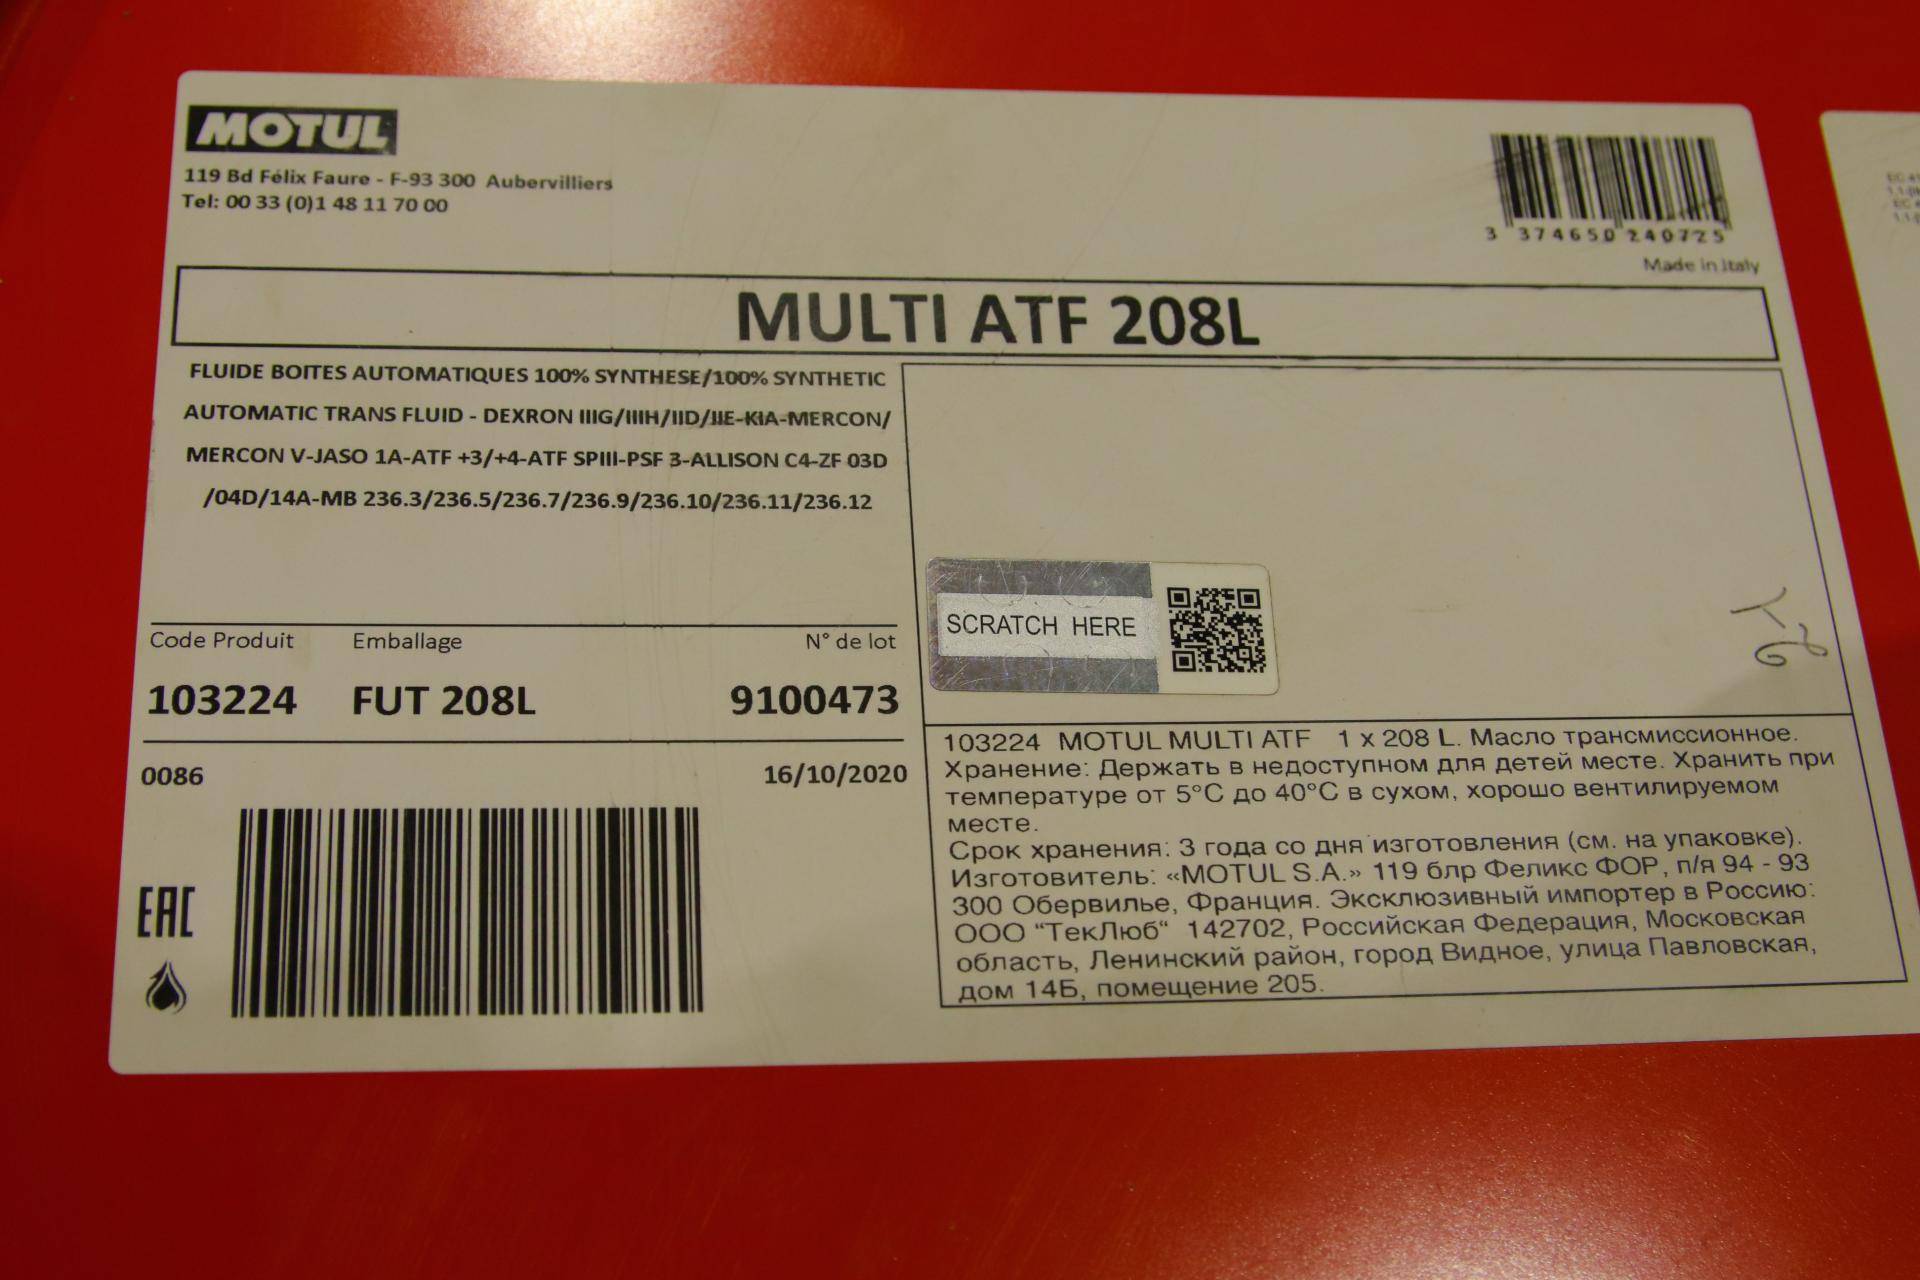 MOTUL
119 Bd Félix Faure - F-93 300 Aubervilliers
Tel: 00 33 (0)1 48 11 70 00
3 374650 240725
Made in Italy
MULTI ATF 208L
FLUIDE BOITES AUTOMATIQUES 100% SYNTHESE/100% SYNTHETIC
AUTOMATIC TRANS FLUID - DEXRON IIIG/IIIH/IID/IIE-KIA-MERCON/
MERCON V-JASO 1A-ATF +3/+4-ATF SPIII-PSF 3-ALLISON C4-ZF 03D
/04D/14A-MB 236.3/236.5/236.7/236.9/236.10/236.11/236.12
Code Produit Emballage N° de lot
103224 FUT 208L 9100473
0086 16/10/2020
EAC
SCRATCH HERE
103224 MOTUL MULTI ATF 1 x 208 L. Масло трансмиссионное.
Хранение: Держать в недоступном для детей месте. Хранить при
температуре от 5°C до 40°C в сухом, хорошо вентилируемом
месте.
Срок хранения: 3 года со дня изготовления (см. на упаковке).
Изготовитель: «MOTUL S.A.» 119 блр Феликс ФОР, п/я 94 - 93
300 Обервилье, Франция. Эксклюзивный импортер в Россию:
ООО "ТекЛюб" 142702, Российская Федерация, Московская
область, Ленинский район, город Видное, улица Павловская,
дом 14Б, помещение 205.